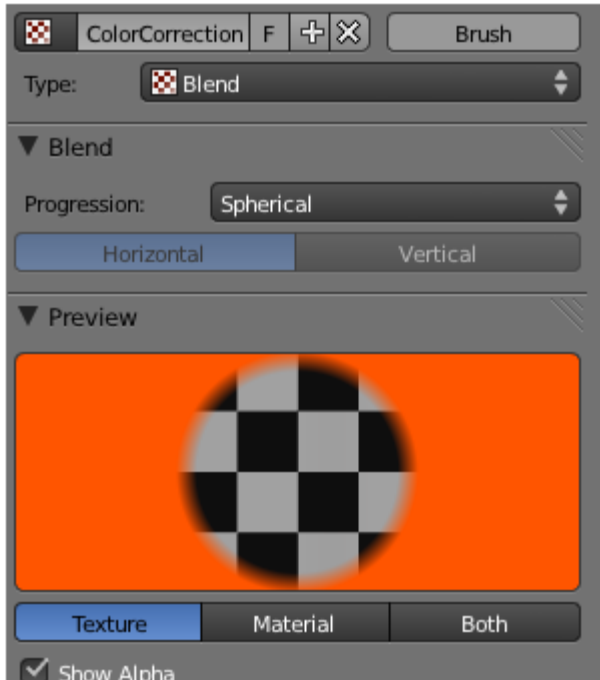 ColorCorrection F Brush
Type: Blend
Blend
Progression: Spherical
Horizontal Vertical
Preview
Texture Material Both
Show Alpha